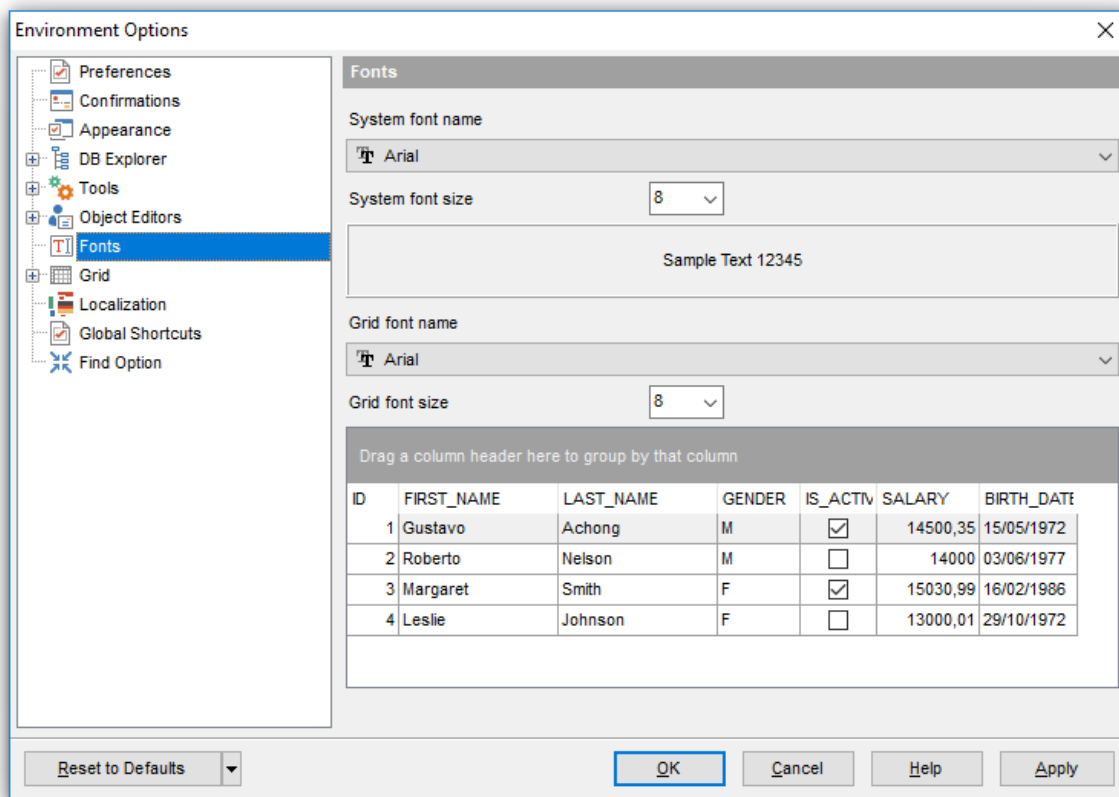 Environment Options
Preferences
Confirmations
Appearance
DB Explorer
Tools
Object Editors
Fonts
Grid
Localization
Global Shortcuts
Find Option
Fonts
System font name
Arial
System font size 8
Sample Text 12345
Grid font name
Arial
Grid font size 8
Drag a column header here to group by that column
ID FIRST_NAME LAST_NAME GENDER IS_ACTIV SALARY BIRTH_DATE
1 Gustavo Achong M 14500,35 15/05/1972
2 Roberto Nelson M 14000 03/06/1977
3 Margaret Smith F 15030,99 16/02/1986
4 Leslie Johnson F 13000,01 29/10/1972
Reset to Defaults OK Cancel Help Apply